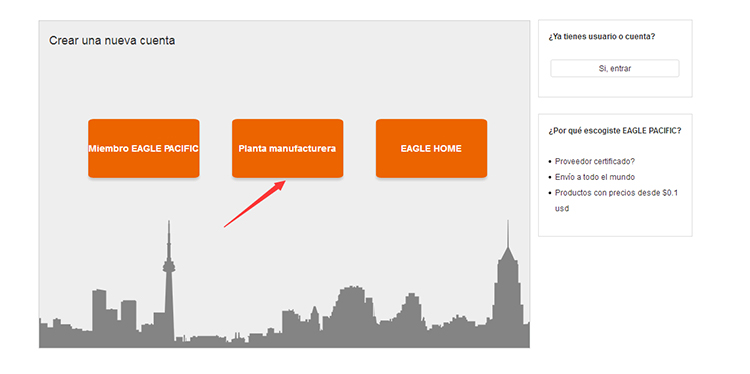 Crear una nueva cuenta
Miembro EAGLE PACIFIC
Planta manufacturera
EAGLE HOME
¿Ya tienes usuario o cuenta?
Si, entrar
¿Por qué escogiste EAGLE PACIFIC?
Proveedor certificado?
Envío a todo el mundo
Productos con precios desde $0.1
usd